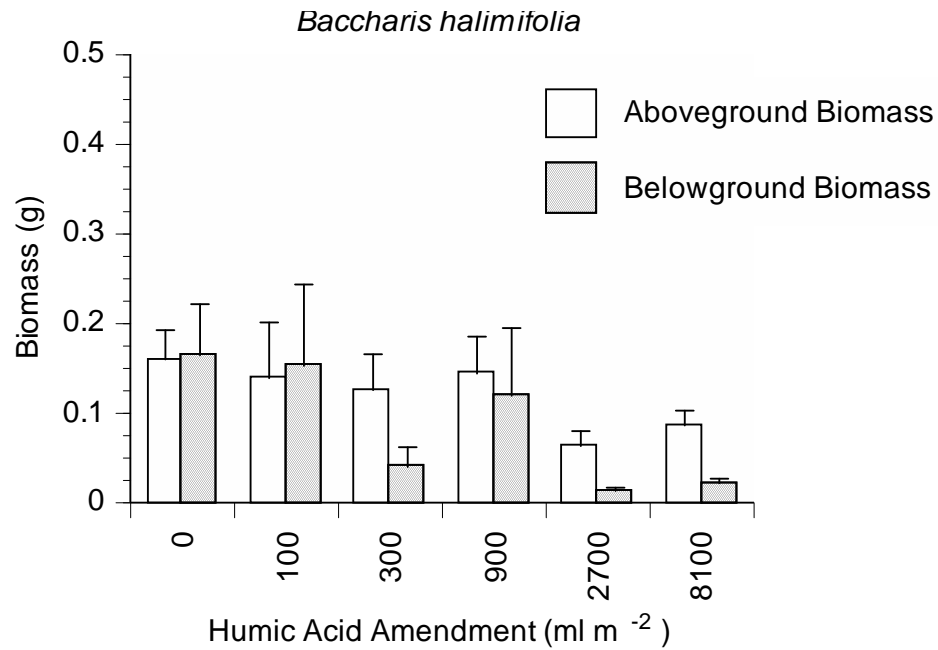 Baccharis halimifolia
0.5
0.4
0.3
0.2
0.1
0
Biomass (g)
Aboveground Biomass
Belowground Biomass
0
100
300
900
2700
8100
Humic Acid Amendment (ml m -2 )